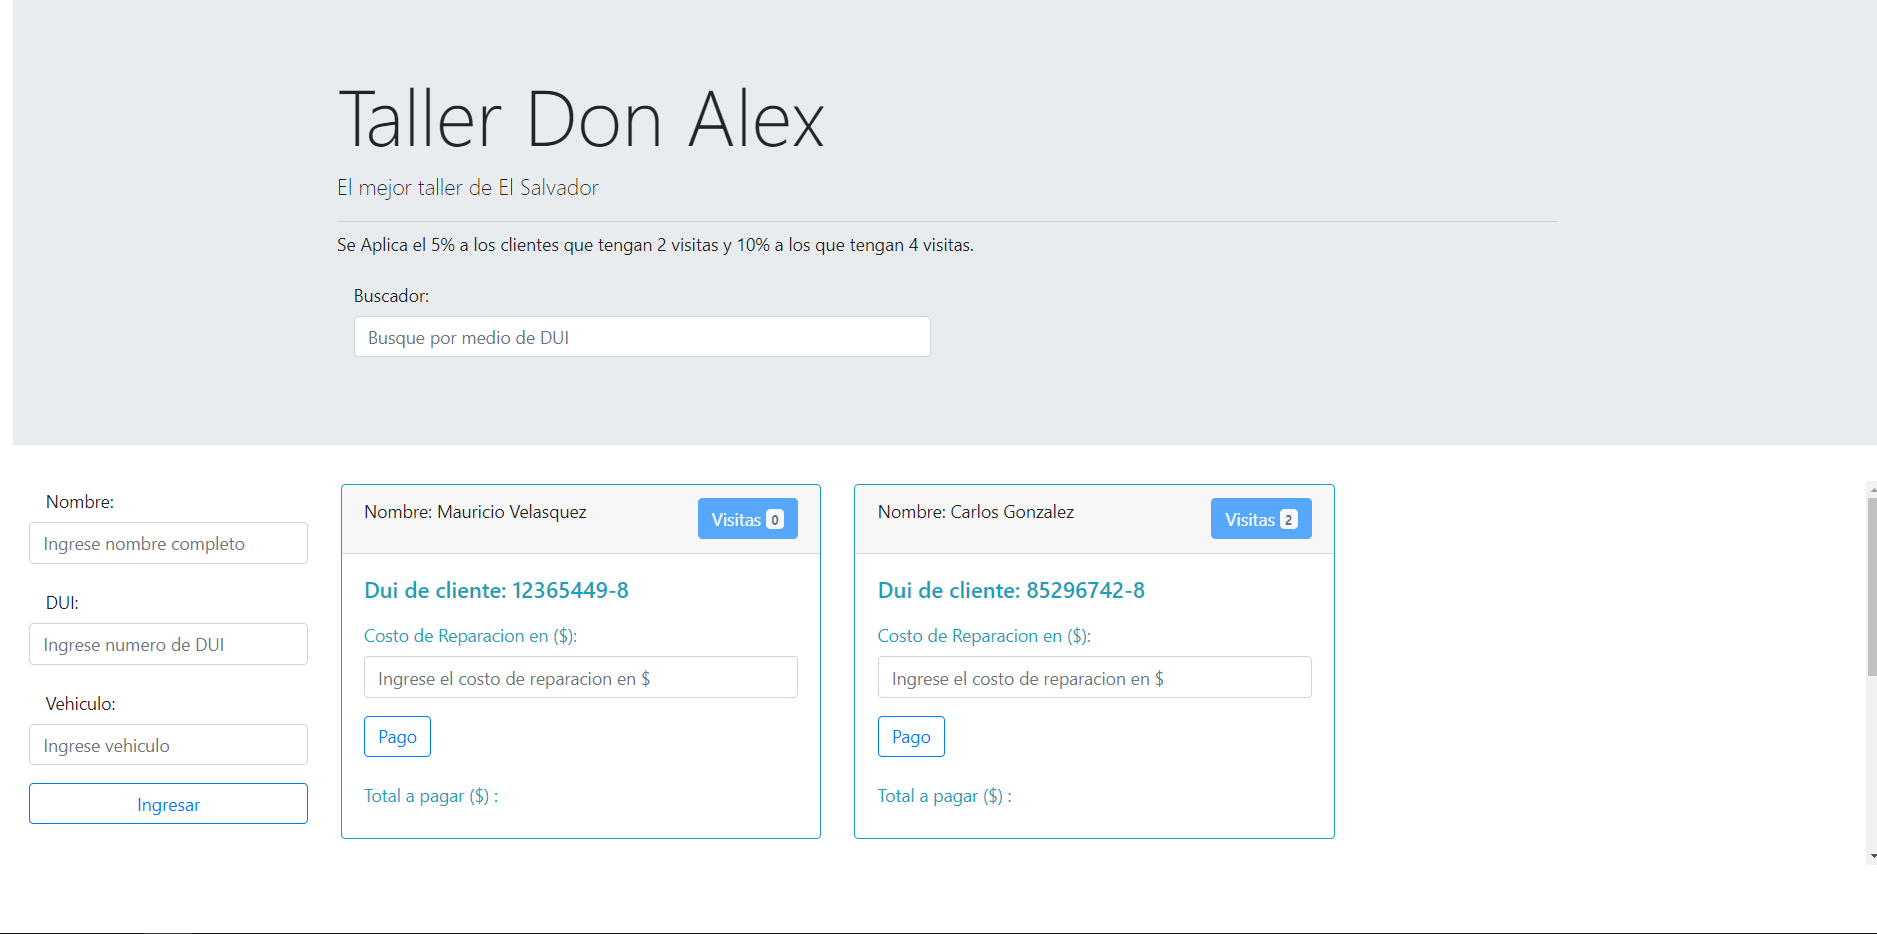 Taller Don Alex
El mejor taller de El Salvador
Se Aplica el 5% a los clientes que tengan 2 visitas y 10% a los que tengan 4 visitas.
Buscador:
Busque por medio de DUI
Nombre:
Ingrese nombre completo
DUI:
Ingrese numero de DUI
Vehiculo:
Ingrese vehiculo
Ingresar
Nombre: Mauricio Velasquez
Visitas 0
Dui de cliente: 12365449-8
Costo de Reparacion en ($):
Ingrese el costo de reparacion en $
Pago
Total a pagar ($) :
Nombre: Carlos Gonzalez
Visitas 2
Dui de cliente: 85296742-8
Costo de Reparacion en ($):
Ingrese el costo de reparacion en $
Pago
Total a pagar ($) :